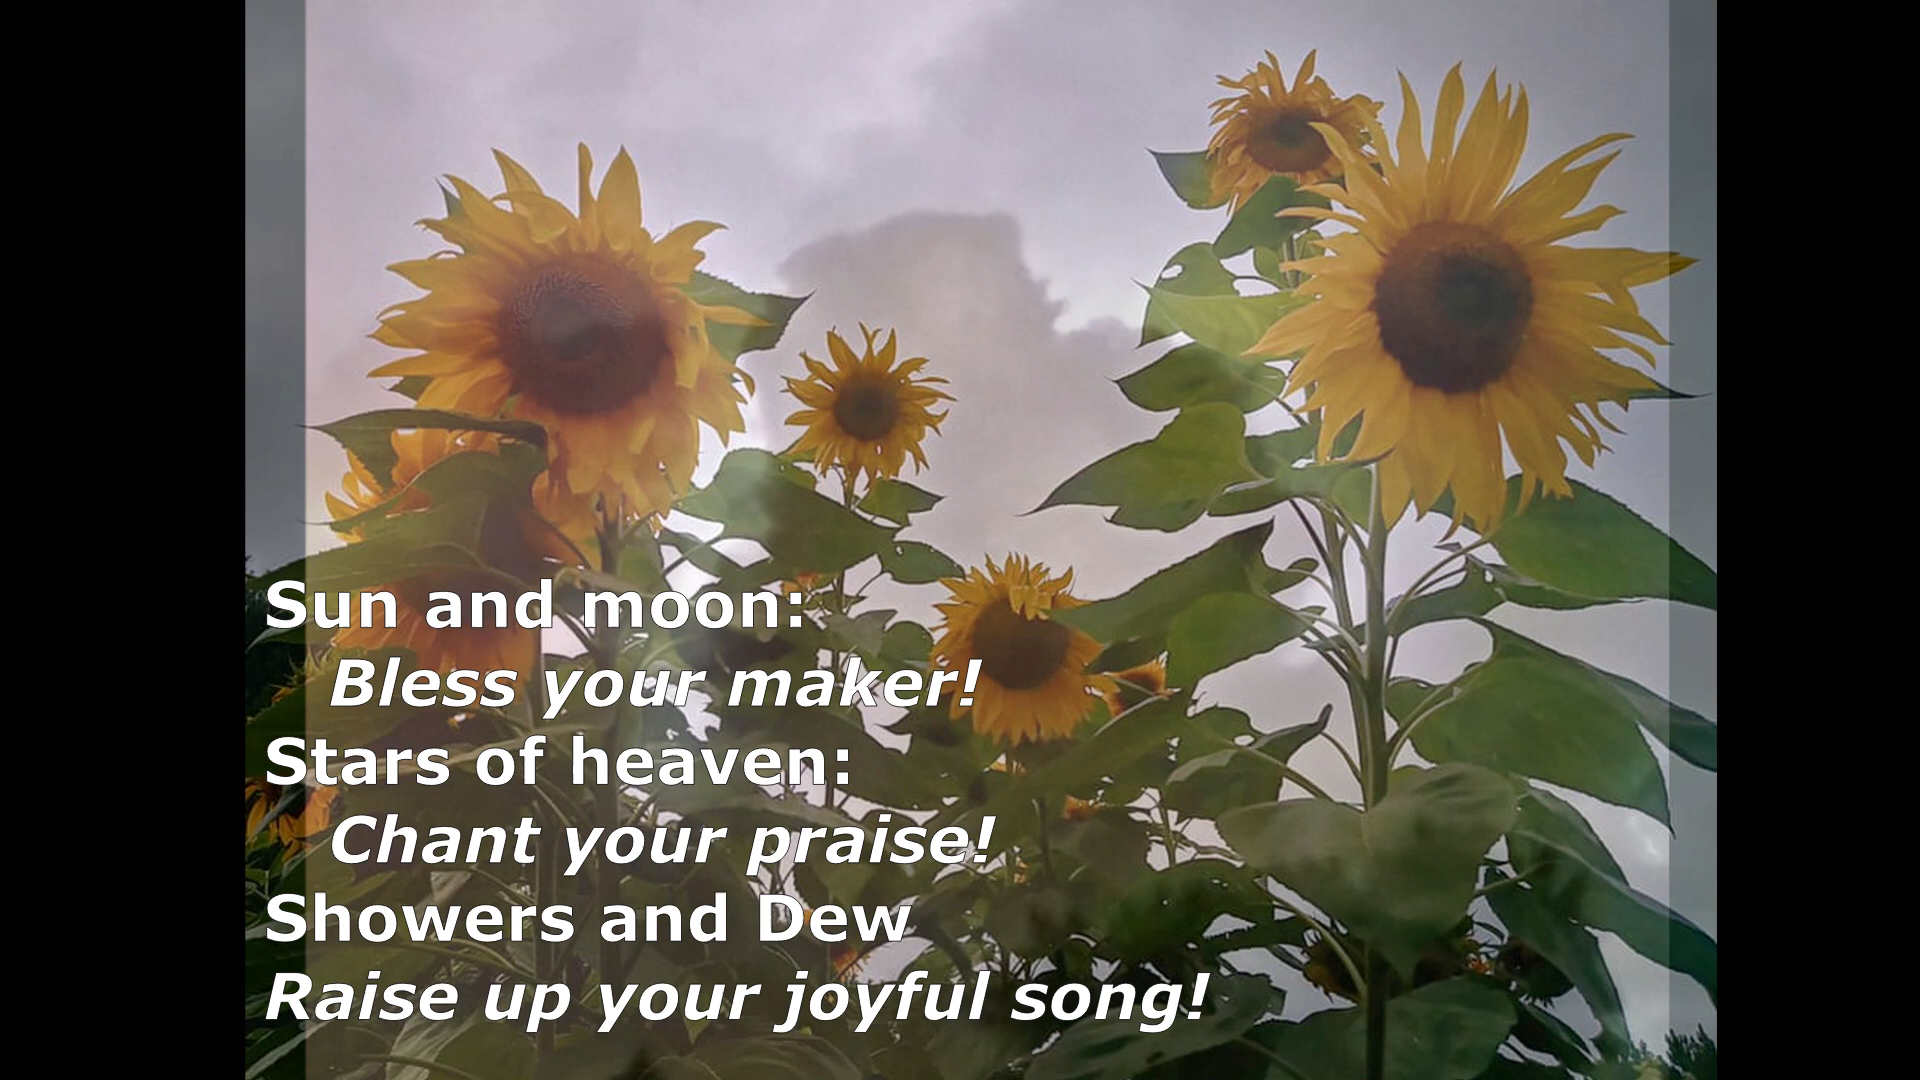 Sun and moon:
Bless your maker!
Stars of heaven:
Chant your praise!
Showers and Dew
Raise up your joyful song!